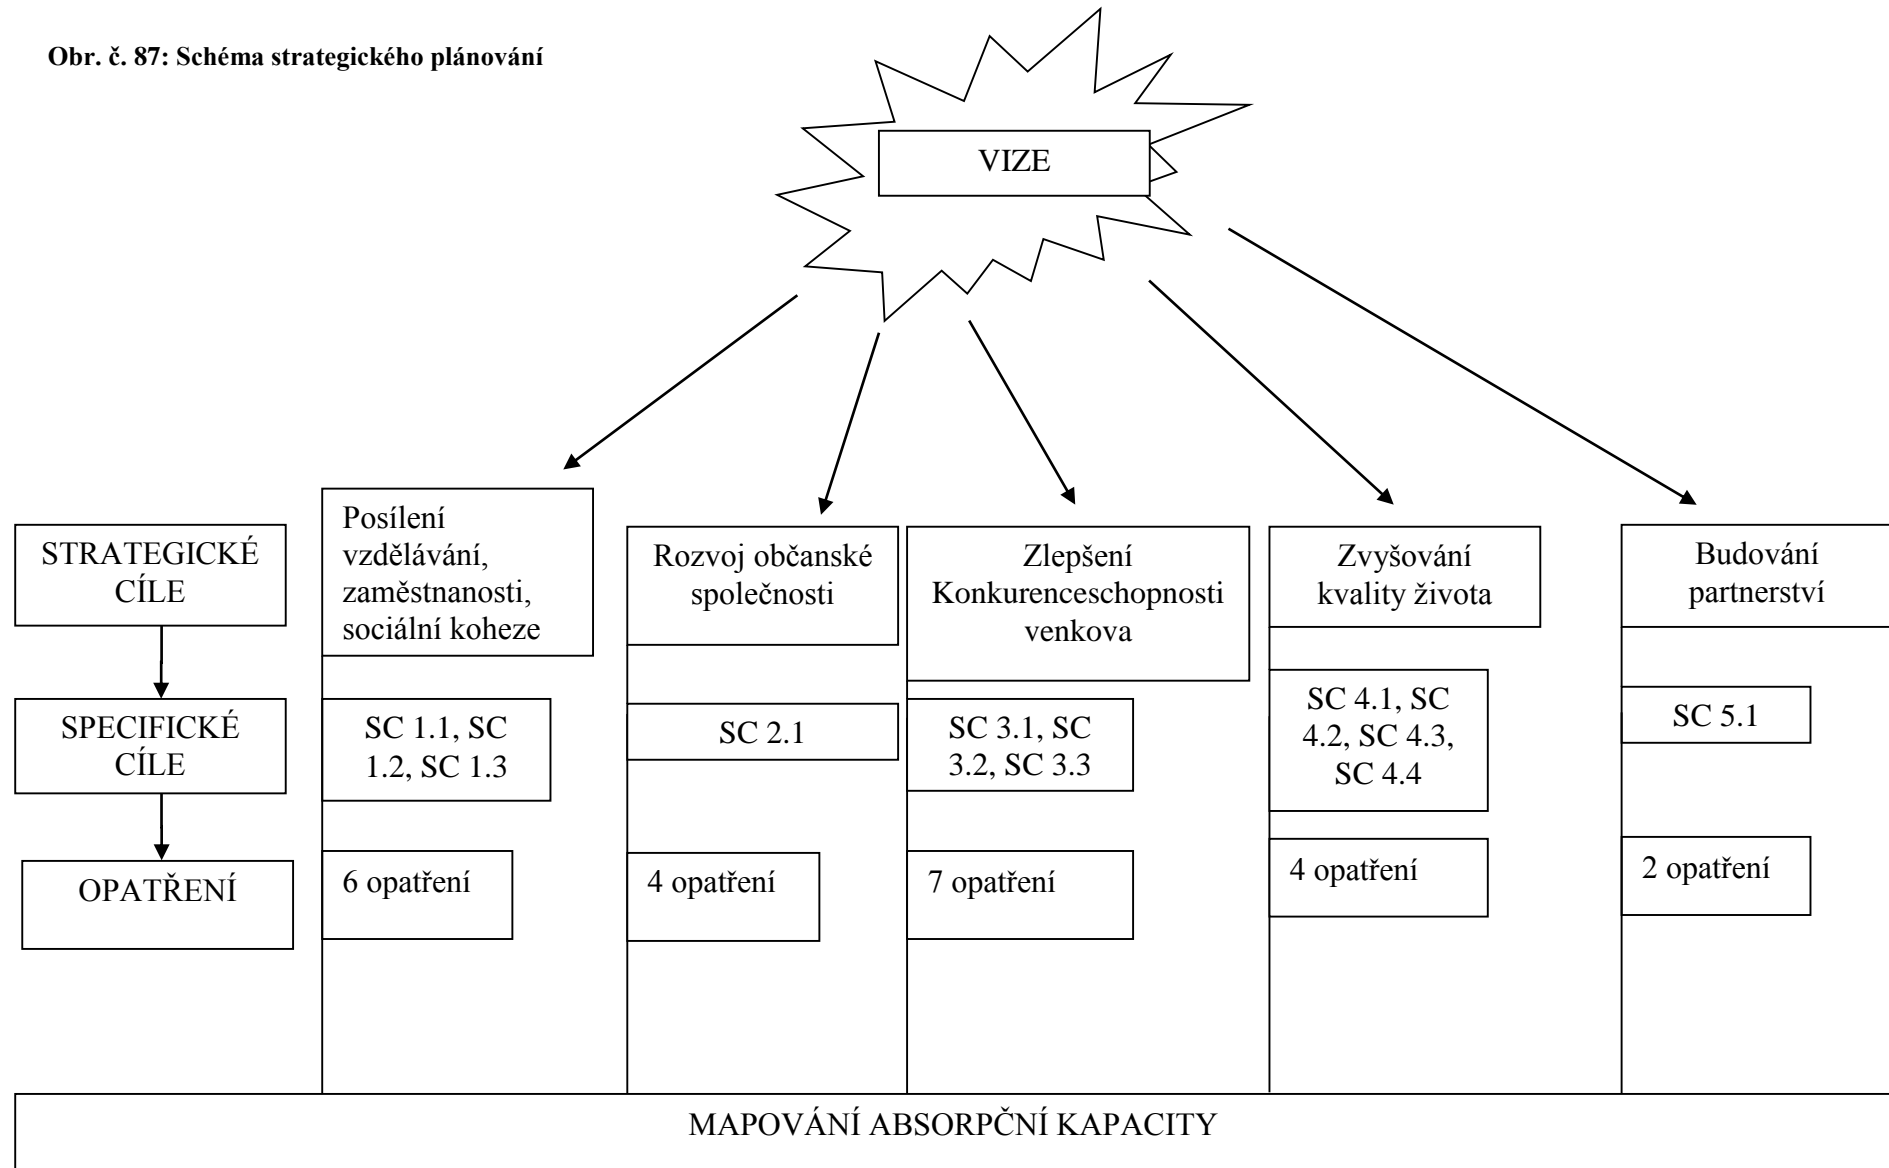 Obr. č. 87: Schéma strategického plánování
VIZE
STRATEGICKÉ
CÍLE
Posílení
vzdělávání,
zaměstnanosti,
sociální koheze
Rozvoj občanské
společnosti
Zlepšení
Konkurenceschopnosti
venkova
Zvyšování
kvality života
Budování
partnerství
SPECIFICKÉ
CÍLE
SC 1.1, SC
1.2, SC 1.3
SC 2.1
SC 3.1, SC
3.2, SC 3.3
SC 4.1, SC
4.2, SC 4.3,
SC 4.4
SC 5.1
OPATŘENÍ
6 opatření
4 opatření
7 opatření
4 opatření
2 opatření
MAPOVÁNÍ ABSORPČNÍ KAPACITY